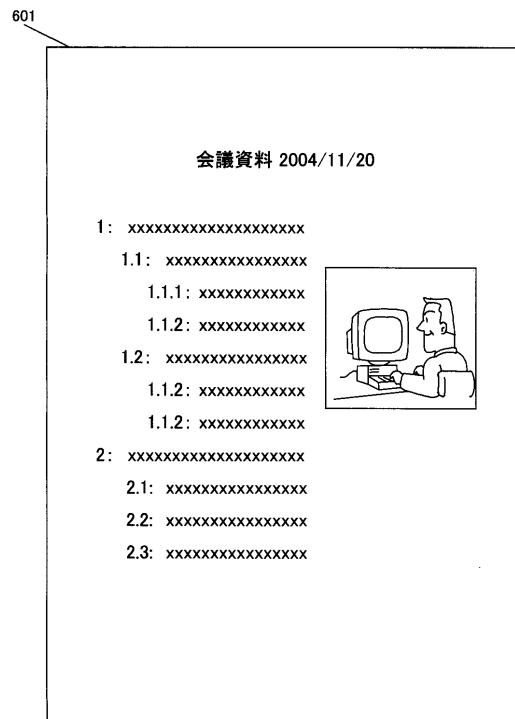 601
会議資料 2004/11/20
1: xxxxxxxxxxxxxxxxxxxx
1.1: xxxxxxxxxxxxxxxx
1.1.1: xxxxxxxxxxxx
1.1.2: xxxxxxxxxxxx
1.2: xxxxxxxxxxxxxxxx
1.1.2: xxxxxxxxxxxx
1.1.2: xxxxxxxxxxxx
2: xxxxxxxxxxxxxxxxxxxx
2.1: xxxxxxxxxxxxxxxx
2.2: xxxxxxxxxxxxxxxx
2.3: xxxxxxxxxxxxxxxx